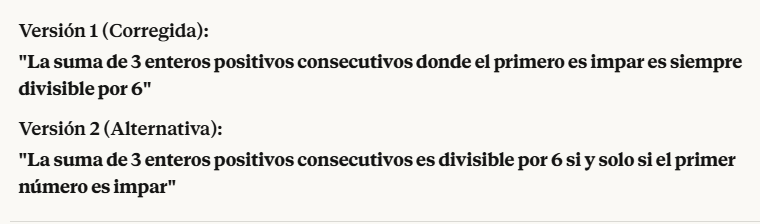 Versión 1 (Corregida):
"La suma de 3 enteros positivos consecutivos donde el primero es impar es siempre
divisible por 6"
Versión 2 (Alternativa):
"La suma de 3 enteros positivos consecutivos es divisible por 6 si y solo si el primer
número es impar"